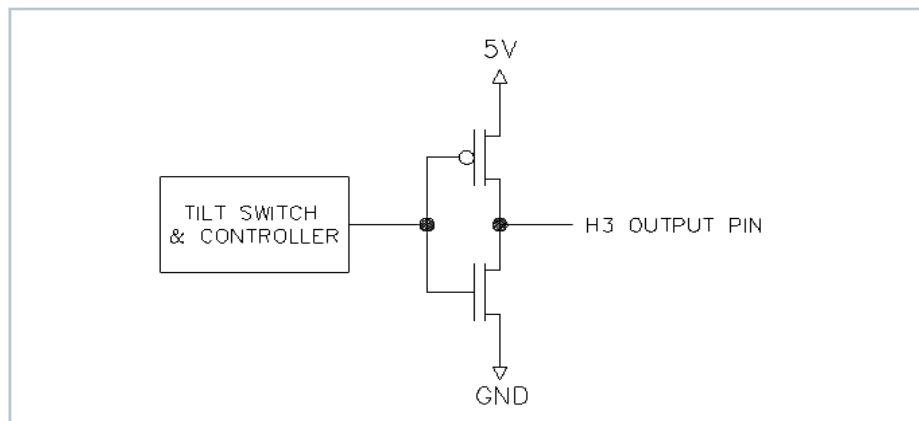 5V
TILT SWITCH
& CONTROLLER
H3 OUTPUT PIN
GND